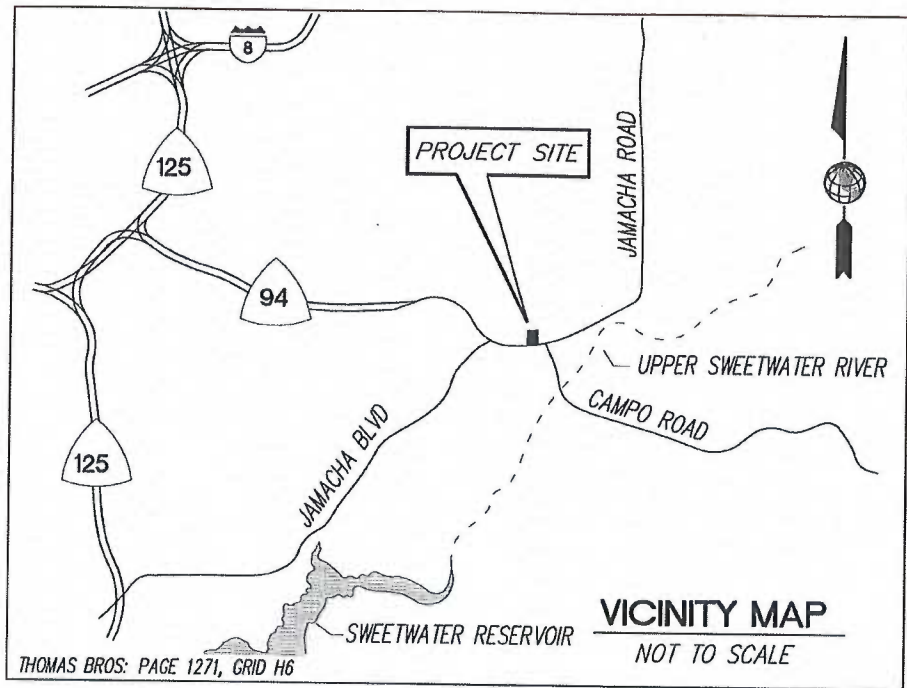 8
125
PROJECT SITE
JAMACHA ROAD
94
UPPER SWEETWATER RIVER
CAMPO ROAD
125
JAMACHA BLVD
SWEETWATER RESERVOIR
VICINITY MAP
NOT TO SCALE
THOMAS BROS: PAGE 1271, GRID H6